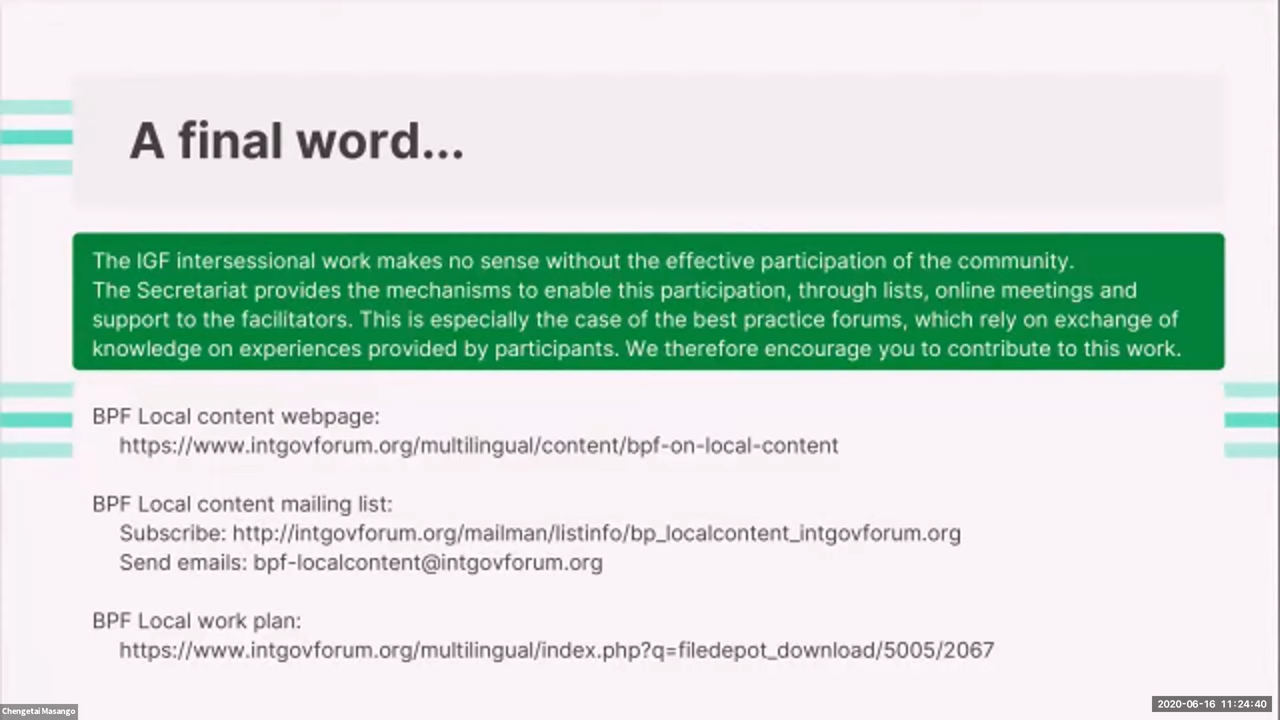 A final word...
The IGF intersessional work makes no sense without the effective participation of the community.
The Secretariat provides the mechanisms to enable this participation, through lists, online meetings and
support to the facilitators. This is especially the case of the best practice forums, which rely on exchange of
knowledge on experiences provided by participants. We therefore encourage you to contribute to this work.
BPF Local content webpage:
https://www.intgovforum.org/multilingual/content/bpf-on-local-content
BPF Local content mailing list:
Subscribe: http://intgovforum.org/mailman/listinfo/bp_localcontent_intgovforum.org
Send emails: bpf-localcontent@intgovforum.org
BPF Local work plan:
https://www.intgovforum.org/multilingual/index.php?q=filedepot_download/5005/2067
Chengetai Masango
2020-06-16 11:24:40